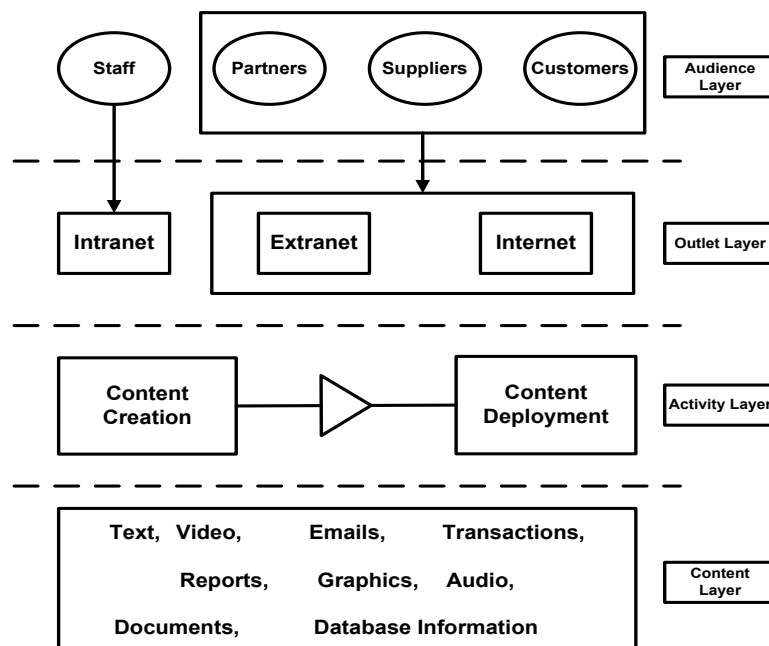 Staff
Partners
Suppliers
Customers
Audience
Layer
Intranet
Extranet
Internet
Outlet Layer
Content
Creation
Content
Deployment
Activity Layer
Text, Video, Emails, Transactions,
Reports, Graphics, Audio,
Documents, Database Information
Content
Layer